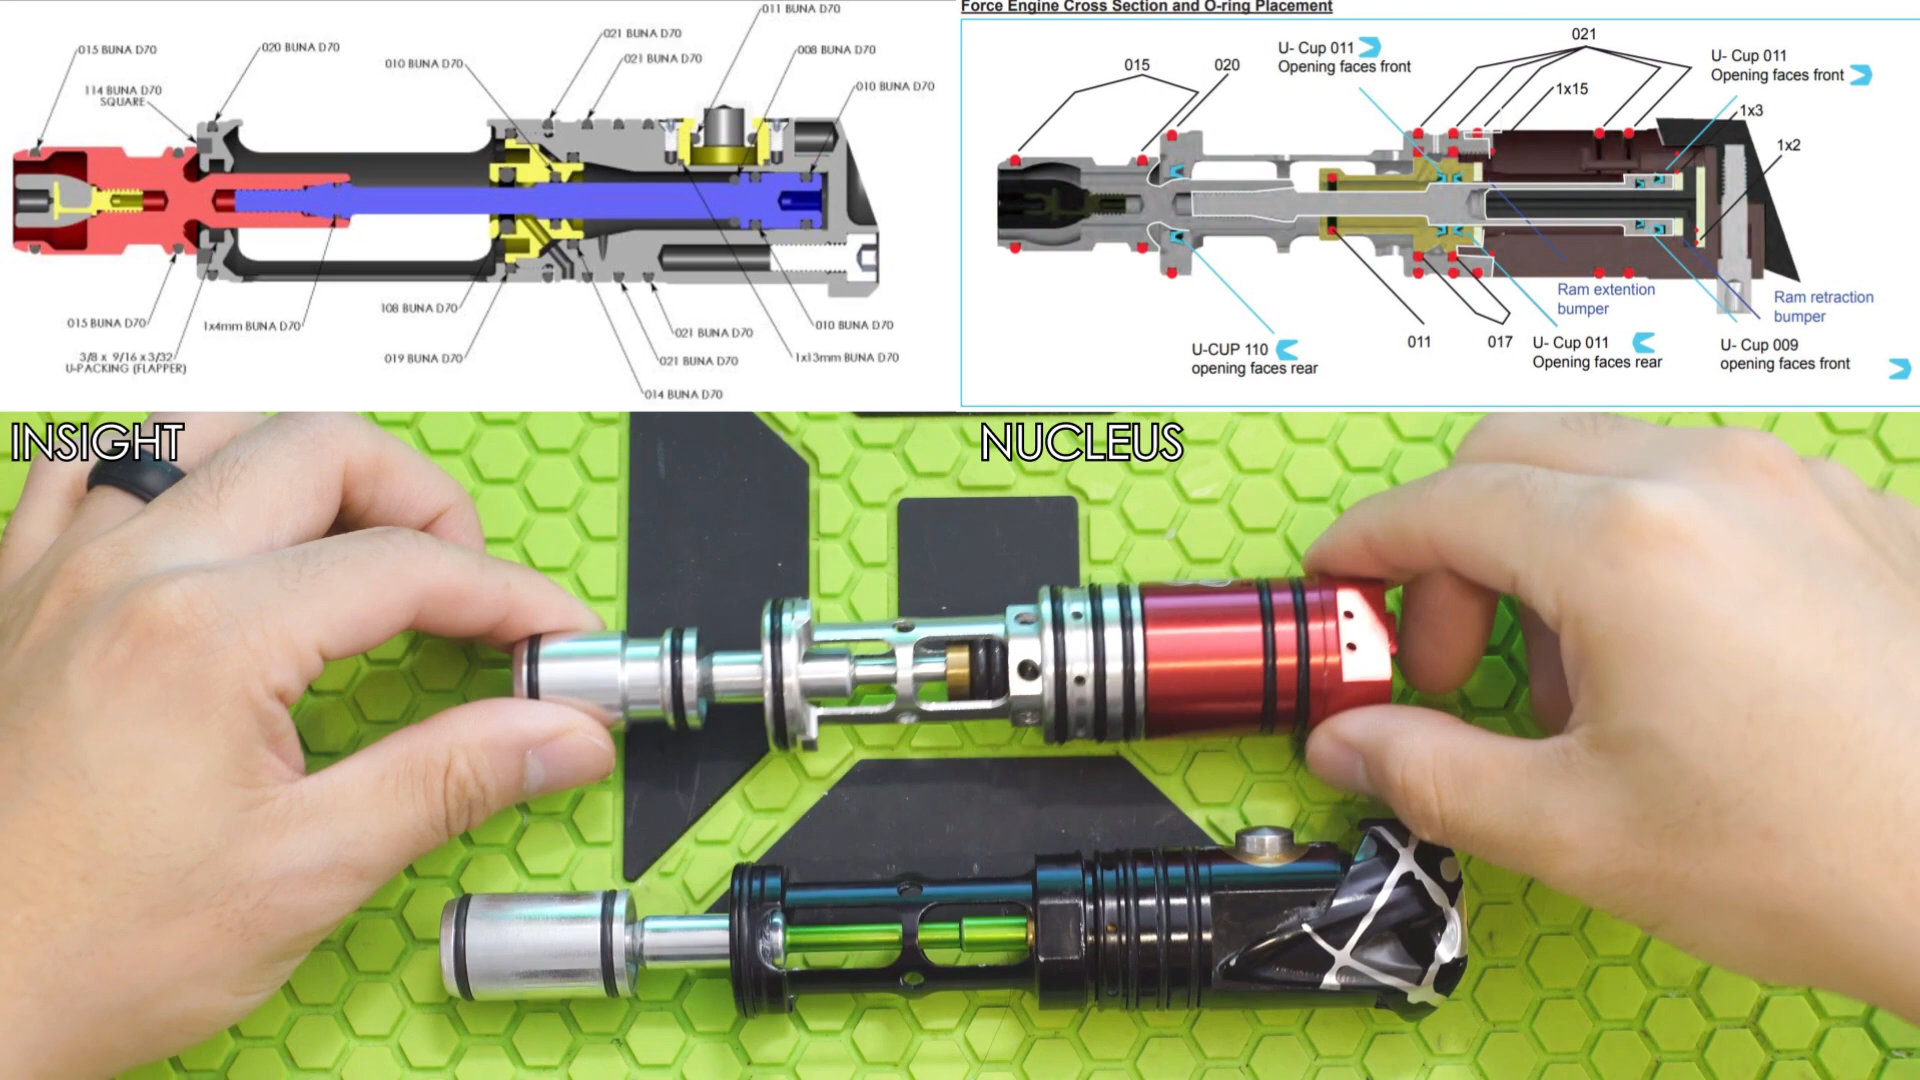 011 BUNA D70
015 BUNA D70
020 BUNA D70
021 BUNA D70
008 BUNA D70
010 BUNA D70
021 BUNA D70
010 BUNA D70
114 BUNA D70
SQUARE
015 BUNA D70
1x4mm BUNA D70
108 BUNA D70
010 BUNA D70
021 BUNA D70
3/8 x 9/16 x 3/32
U-PACKING (FLAPPER)
019 BUNA D70
021 BUNA D70
1x13mm BUNA D70
014 BUNA D70
Force Engine Cross Section and O-ring Placement
015
020
U- Cup 011
Opening faces front
021
1x15
U- Cup 011
Opening faces front
1x3
1x2
Ram extention
bumper
Ram retraction
bumper
U-CUP 110
opening faces rear
011
017
U- Cup 011
Opening faces rear
U- Cup 009
opening faces front
INSIGHT
NUCLEUS